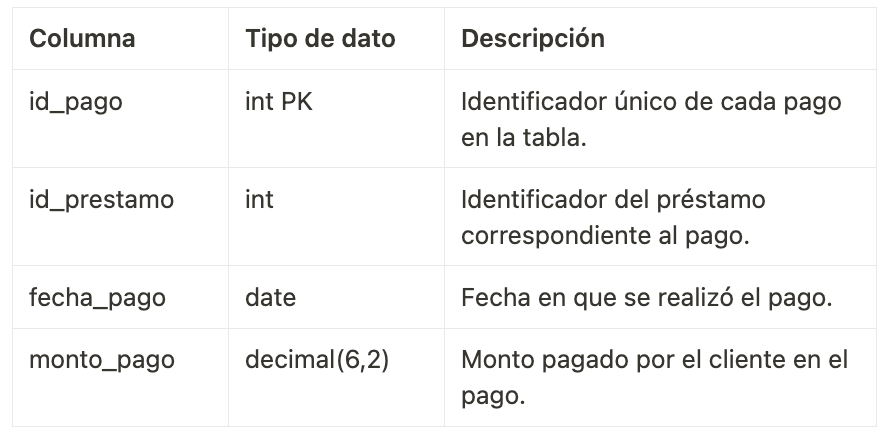 Columna Tipo de dato Descripción
id_pago int PK Identificador único de cada pago
en la tabla.
id_prestamo int Identificador del préstamo
correspondiente al pago.
fecha_pago date Fecha en que se realizó el pago.
monto_pago decimal(6,2) Monto pagado por el cliente en el
pago.